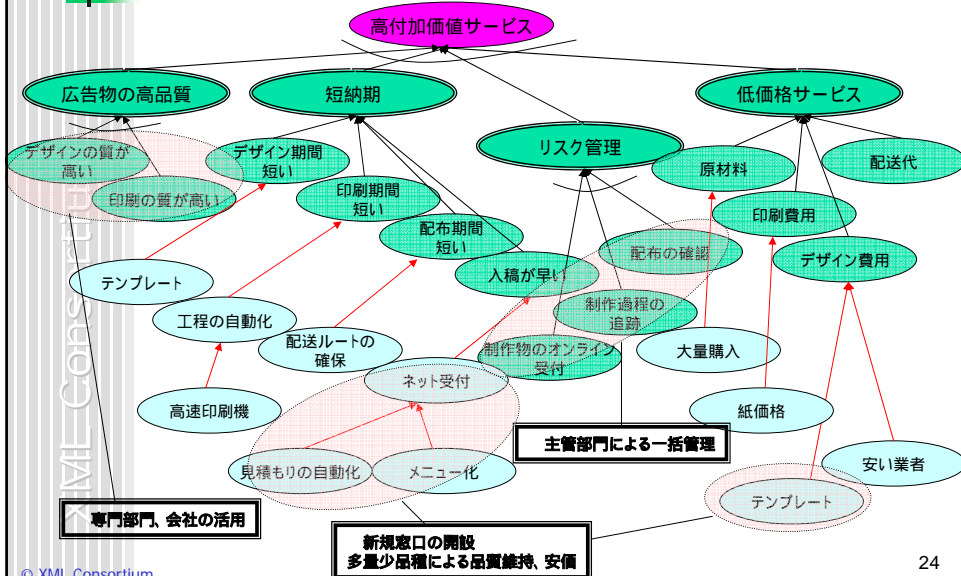 高付加価値サービス
広告物の高品質
短納期
低価格サービス
リスク管理
デザインの質が
高い
印刷の質が高い
デザイン期間
短い
印刷期間
短い
配布期間
短い
入稿が早い
配布の確認
制作過程の
追跡
制作物のオンライン
受付
原材料
配送代
印刷費用
デザイン費用
テンプレート
工程の自動化
配送ルートの
確保
高速印刷機
ネット受付
見積もりの自動化
メニュー化
大量購入
紙価格
安い業者
テンプレート
主管部門による一括管理
専門部門、会社の活用
新規窓口の開設
多量少品種による品質維持、安価
XML Consortium
© XML Consortium
24